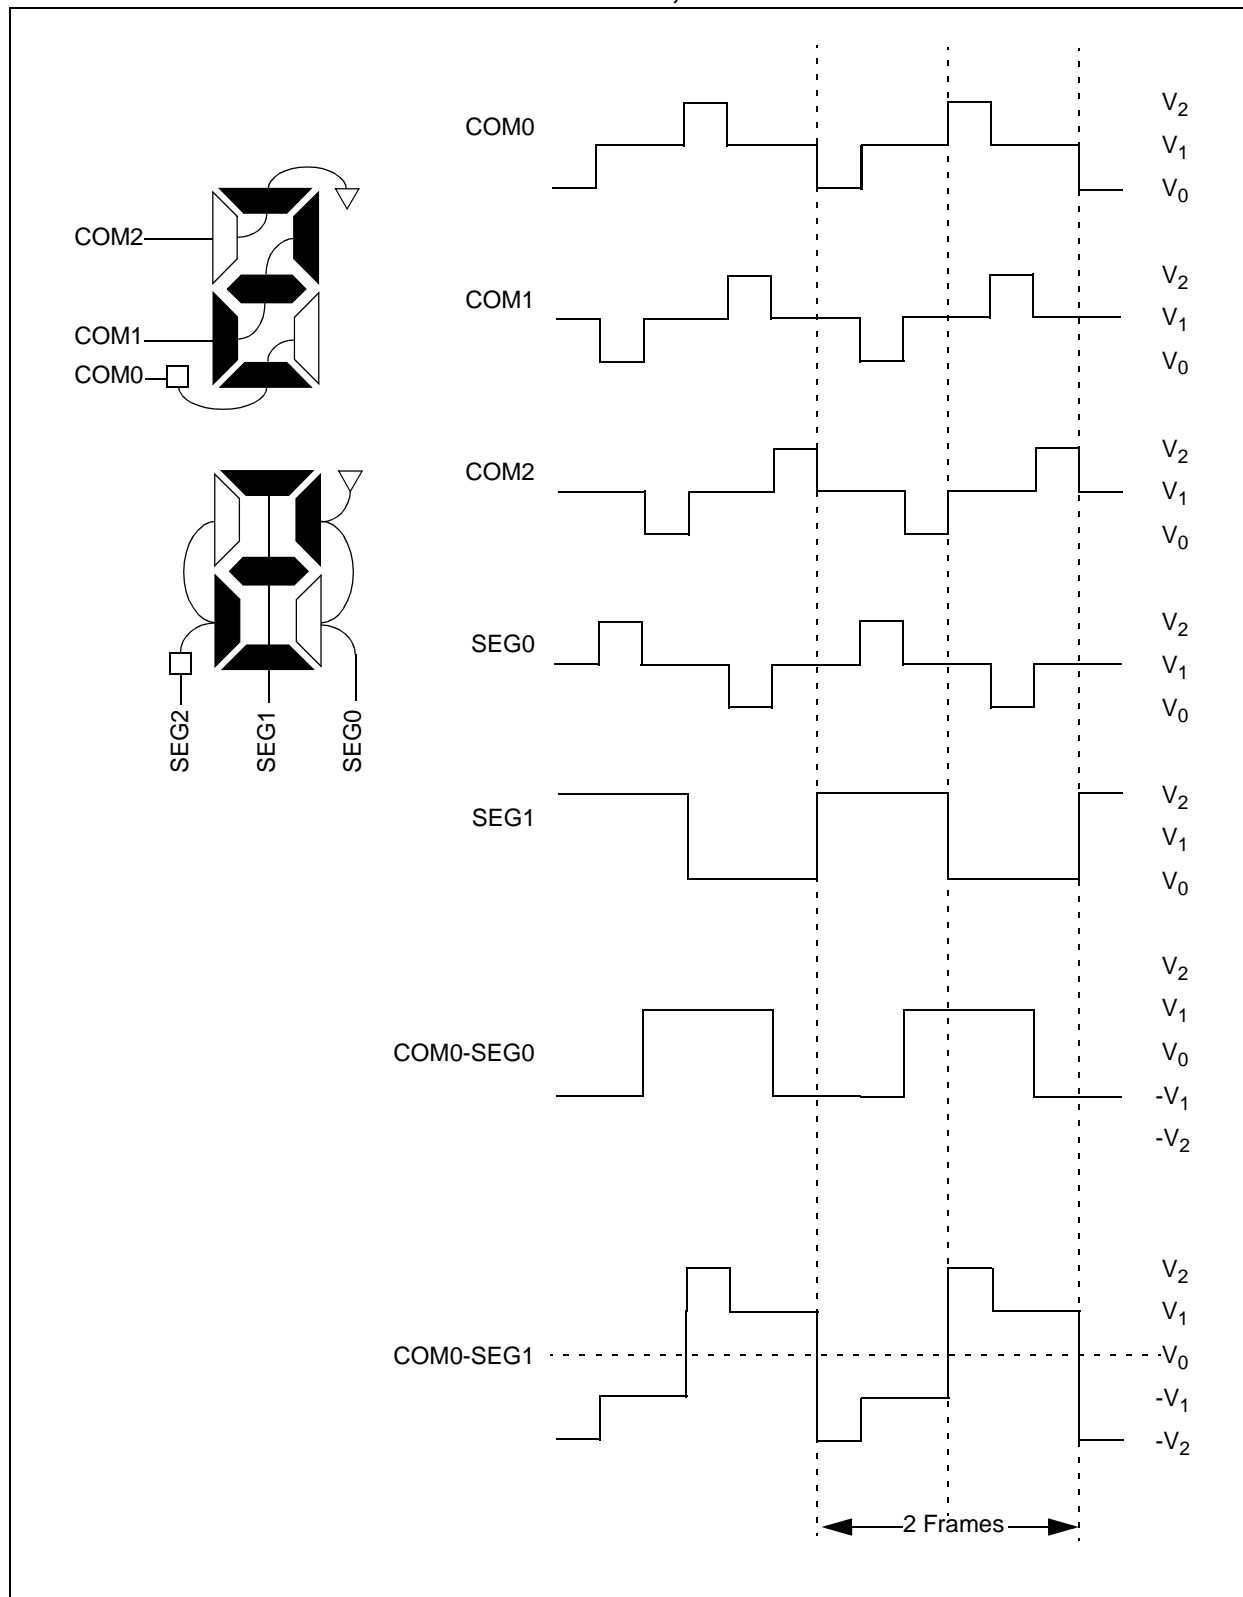 COM2
COM1
COM0
SEG2
SEG1
SEG0
COM0
V2
V1
V0
COM1
V2
V1
V0
COM2
V2
V1
V0
SEG0
V2
V1
V0
SEG1
V2
V1
V0
COM0-SEG0
V2
V1
V0
-V1
-V2
COM0-SEG1
V2
V1
V0
-V1
-V2
2 Frames